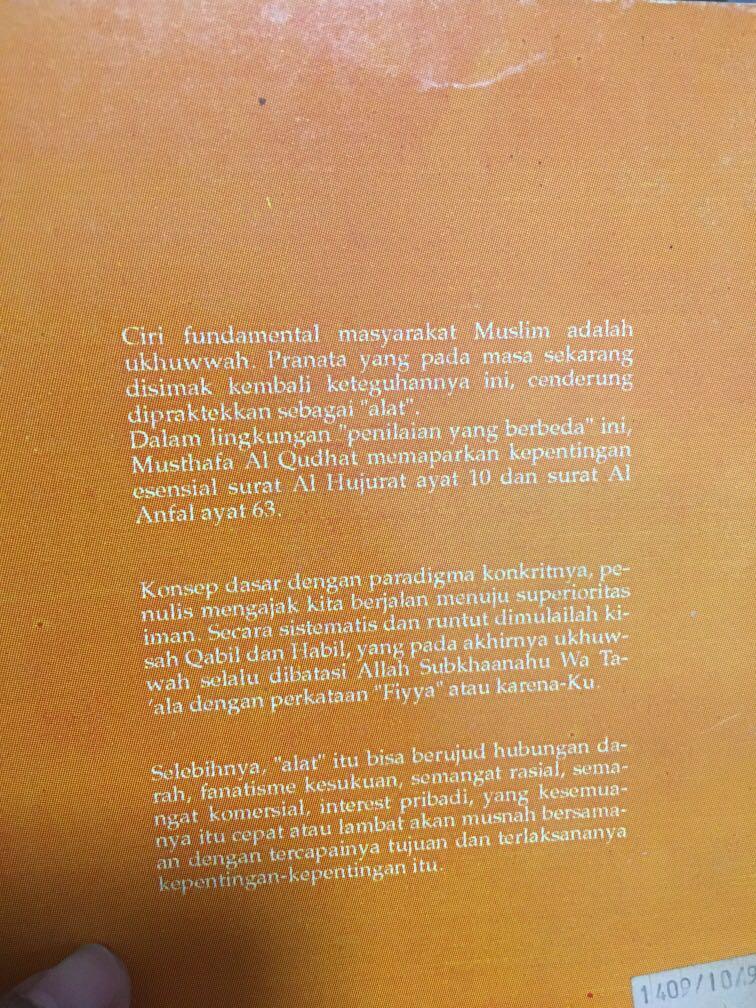 Ciri fundamental masyarakat Muslim adalah
ukhuwwah. Pranata yang pada masa sekarang
disimak kembali keteguhannya ini, cenderung
dipraktekkan sebagai "alat".
Dalam lingkungan "penilaian yang berbeda" ini,
Musthafa Al Qudhat memaparkan kepentingan
esensial surat Al Hujurat ayat 10 dan surat Al
Anfal ayat 63.
Konsep dasar dengan paradigma konkritnya, pe-
nulis mengajak kita berjalan menuju superioritas
iman. Secara sistematis dan runtut dimulailah ki-
sah Qabil dan Habil, yang pada akhirnya ukhuw-
wah selalu dibatasi Allah Subkhaanahu Wa Ta-
'ala dengan perkataan "Fiyya" atau karena-Ku.
Selebihnya, "alat" itu bisa berujud hubungan da-
rah, fanatisme kesukuan, semangat rasial, sema-
ngat komersial, interest pribadi, yang kesemua-
nya itu cepat atau lambat akan musnah bersama-
an dengan tercapainya tujuan dan terlaksananya
kepentingan-kepentingan itu.
1409/10/9